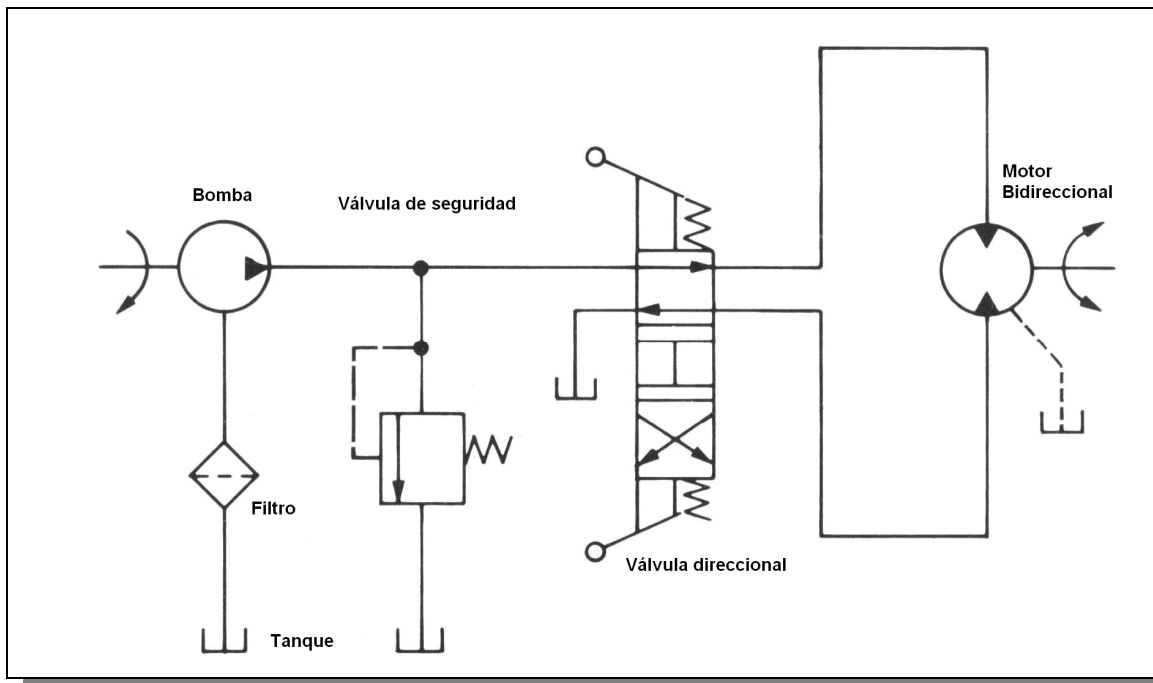 Bomba
Válvula de seguridad
Motor
Bidireccional
Filtro
Válvula direccional
Tanque